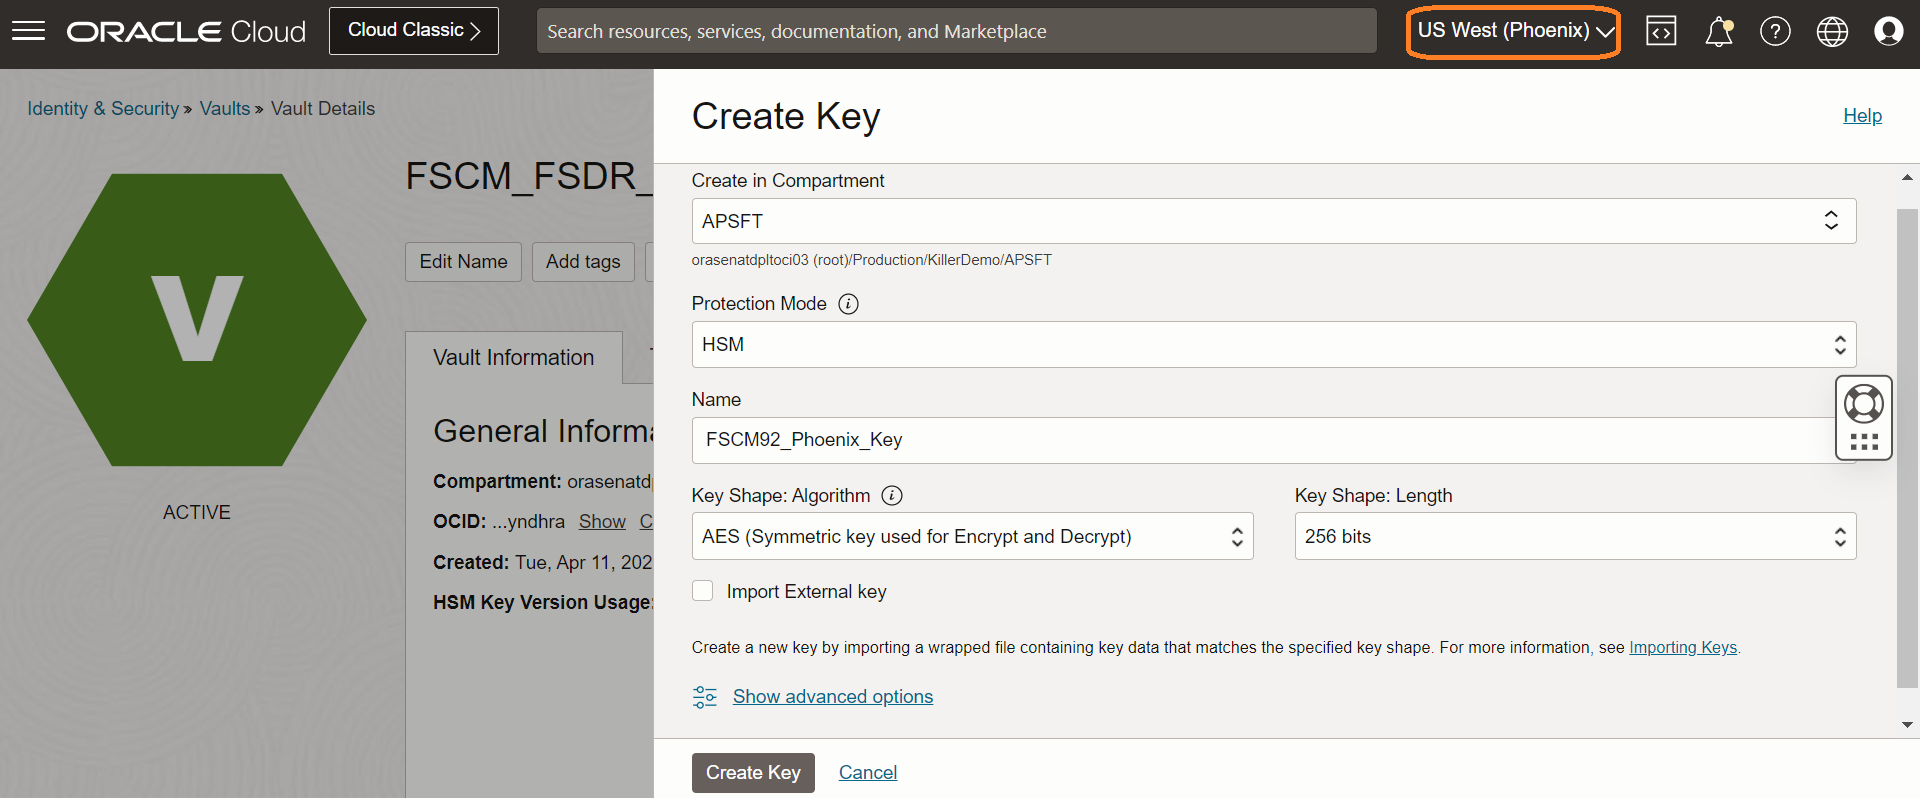 ORACLE Cloud
Cloud Classic
Search resources, services, documentation, and Marketplace
US West (Phoenix)
Identity & Security » Vaults » Vault Details
V
ACTIVE
FSCM_FSDR_
Edit Name
Add tags
Vault Information
General Informa
Compartment: orasenatdp
OCID: ...yndhra Show C
Created: Tue, Apr 11, 202
HSM Key Version Usage:
Create Key
Help
Create in Compartment
APSFT
orasenatdpltoci03 (root)/Production/KillerDemo/APSFT
Protection Mode
HSM
Name
FSCM92_Phoenix_Key
Key Shape: Algorithm
Key Shape: Length
AES (Symmetric key used for Encrypt and Decrypt)
256 bits
Import External key
Create a new key by importing a wrapped file containing key data that matches the specified key shape. For more information, see Importing Keys.
Show advanced options
Create Key
Cancel